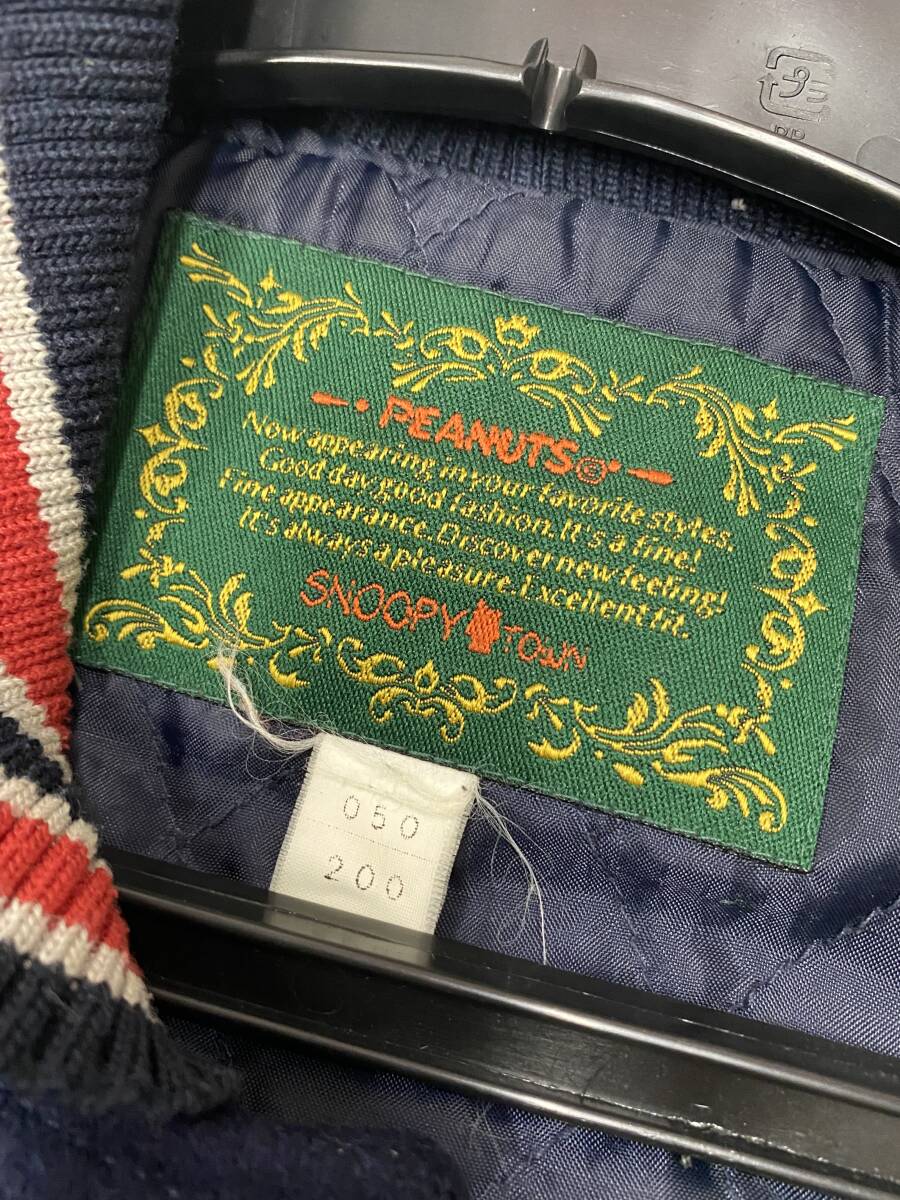 PP
PEANUTS©
Now appearing in your favorite styles.
Good day, good fashion. It's a fine!
Fine appearance. Discover new feeling!
It's always a pleasure. Excellent fit.
SNOOPY TOWN
050
200